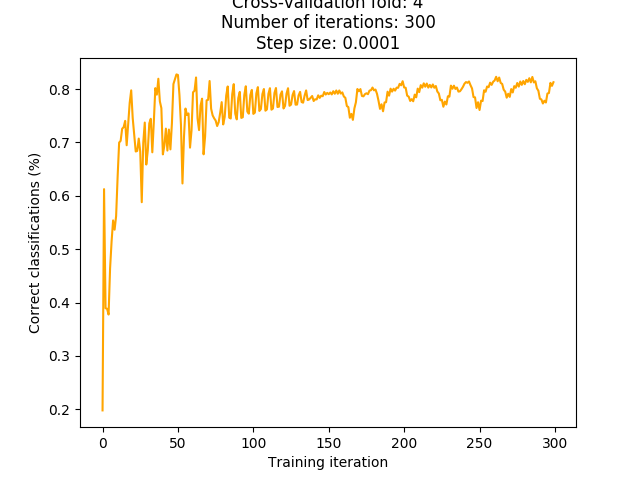 Cross-validation fold: 4
Number of iterations: 300
Step size: 0.0001
0.8
0.7
0.6
0.5
0.4
0.3
0.2
Correct classifications (%)
0 50 100 150 200 250 300
Training iteration